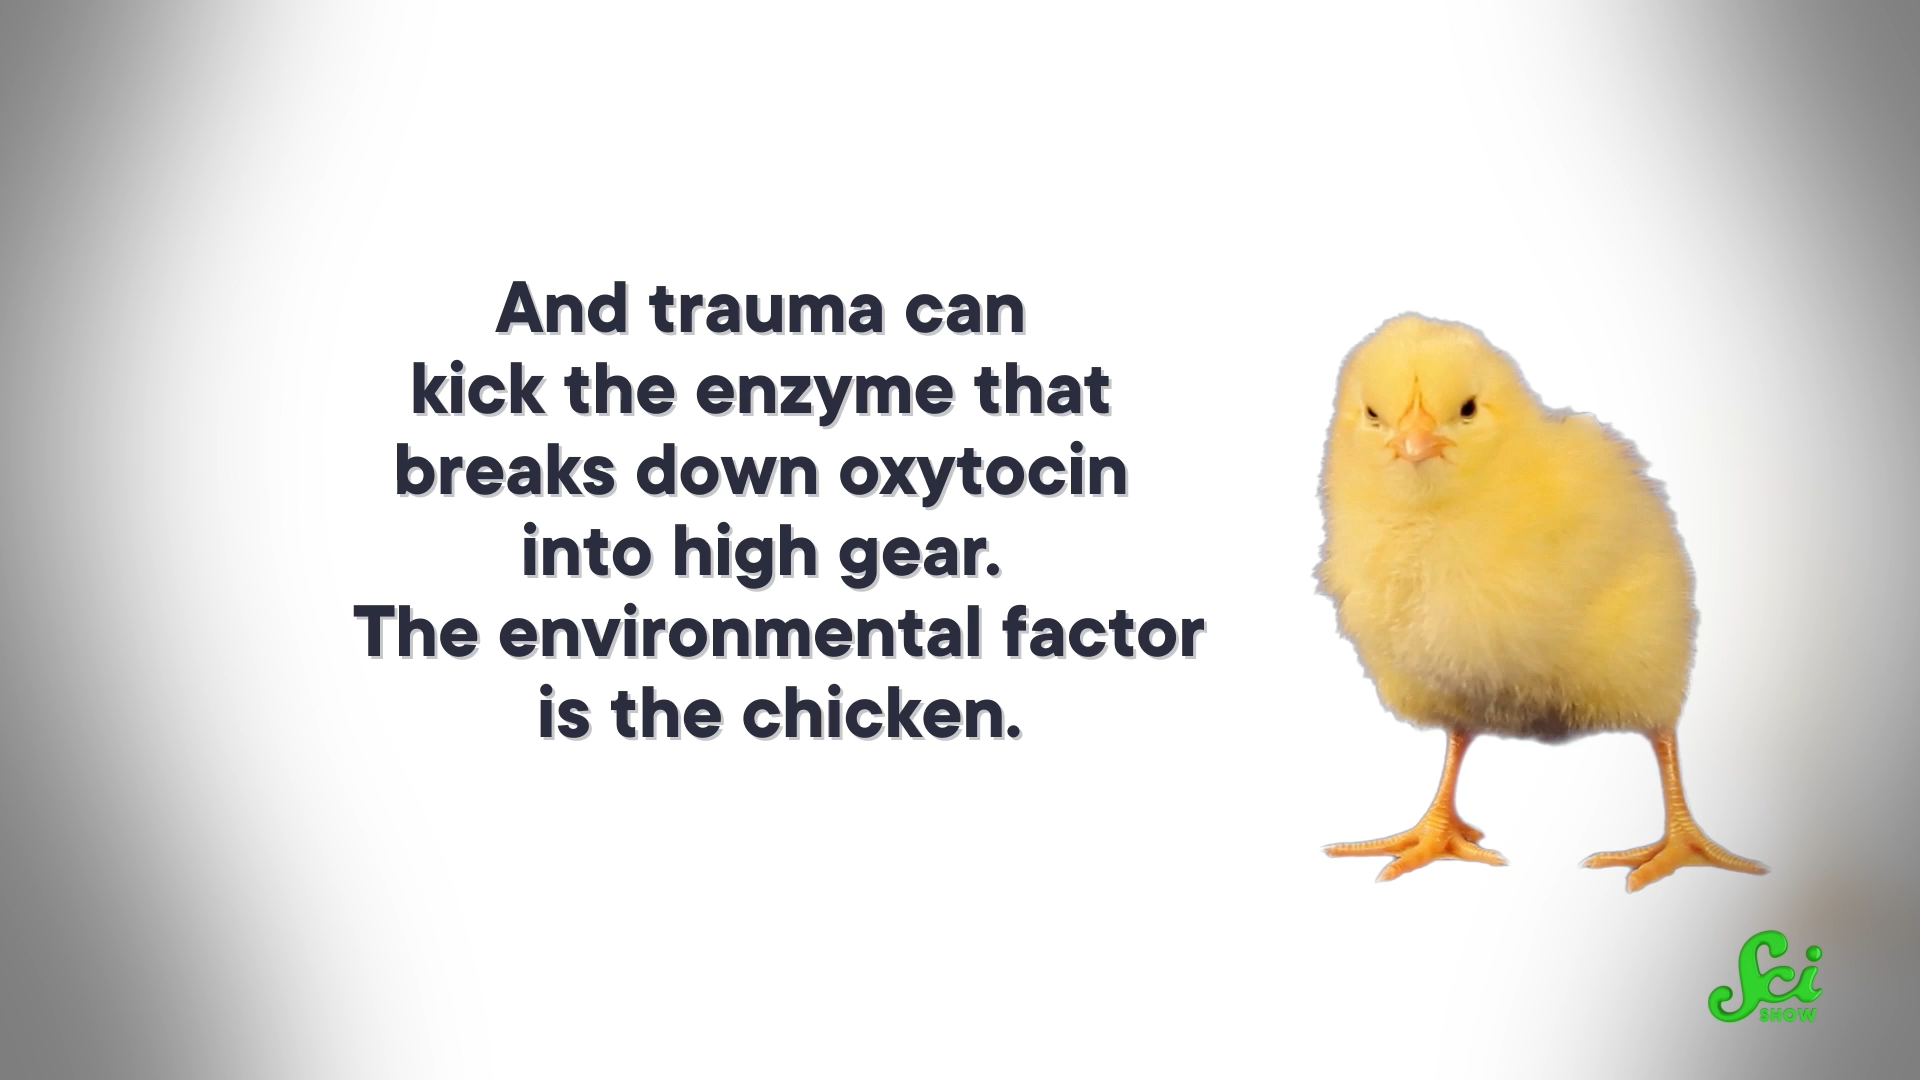 And trauma can
kick the enzyme that
breaks down oxytocin
into high gear.
The environmental factor
is the chicken.
Sci
SHOW